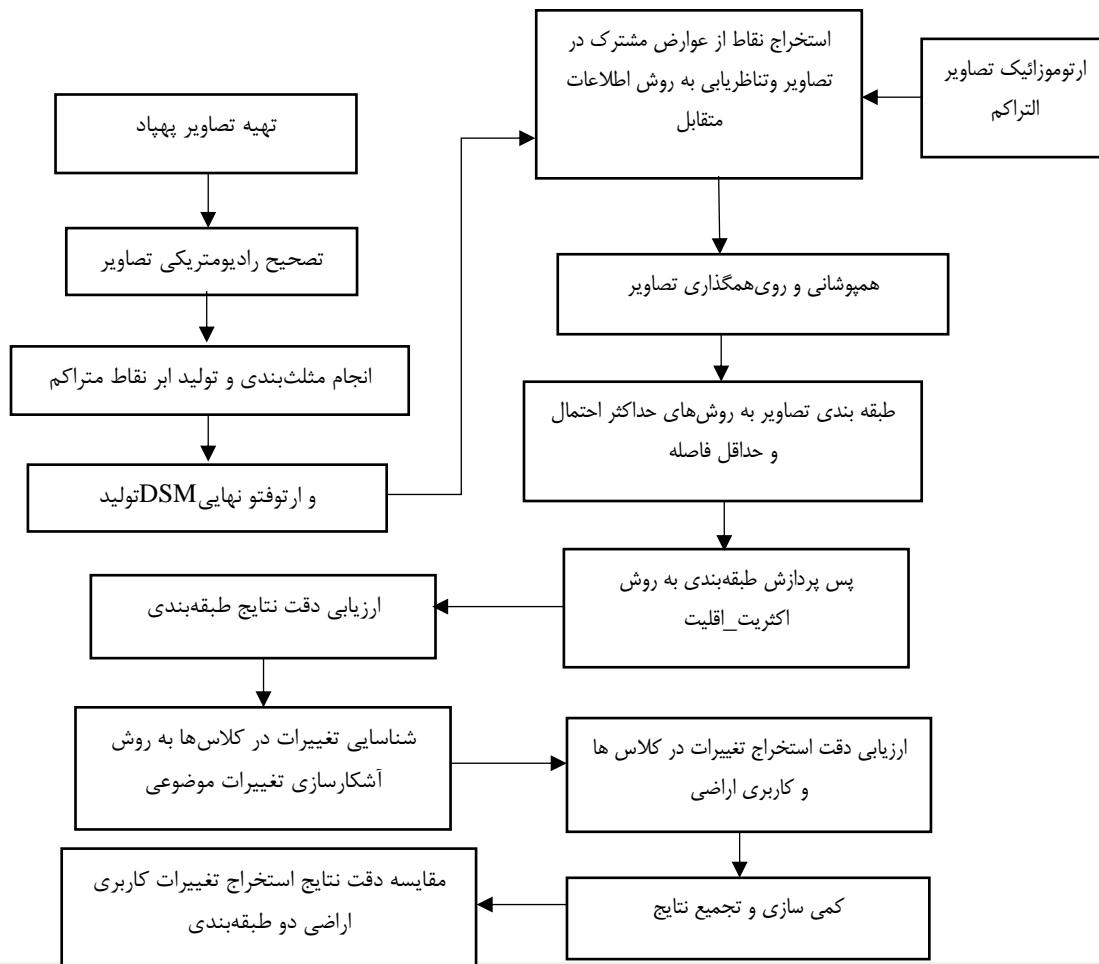 تهیه تصاویر پهپاد
تصحیح رادیومتریکی تصاویر
انجام مثلث‌بندی و تولید ابر نقاط متراکم
و ارتوفتو نهایی DSMتولید
استخراج نقاط از عوارض مشترک در
تصاویر وتناظریابی به روش اطلاعات
متقابل
ارتوموزائیک تصاویر
التراکم
همپوشانی و روی‌همگذاری تصاویر
طبقه بندی تصاویر به روش‌های حداکثر احتمال
و حداقل فاصله
پس پردازش طبقه‌بندی به روش
اکثریت_اقلیت
ارزیابی دقت نتایج طبقه‌بندی
شناسایی تغییرات در کلاس‌ها به روش
آشکارسازی تغییرات موضوعی
ارزیابی دقت استخراج تغییرات در کلاس ها
و کاربری اراضی
کمی سازی و تجمیع نتایج
مقایسه دقت نتایج استخراج تغییرات کاربری
اراضی دو طبقه‌بندی